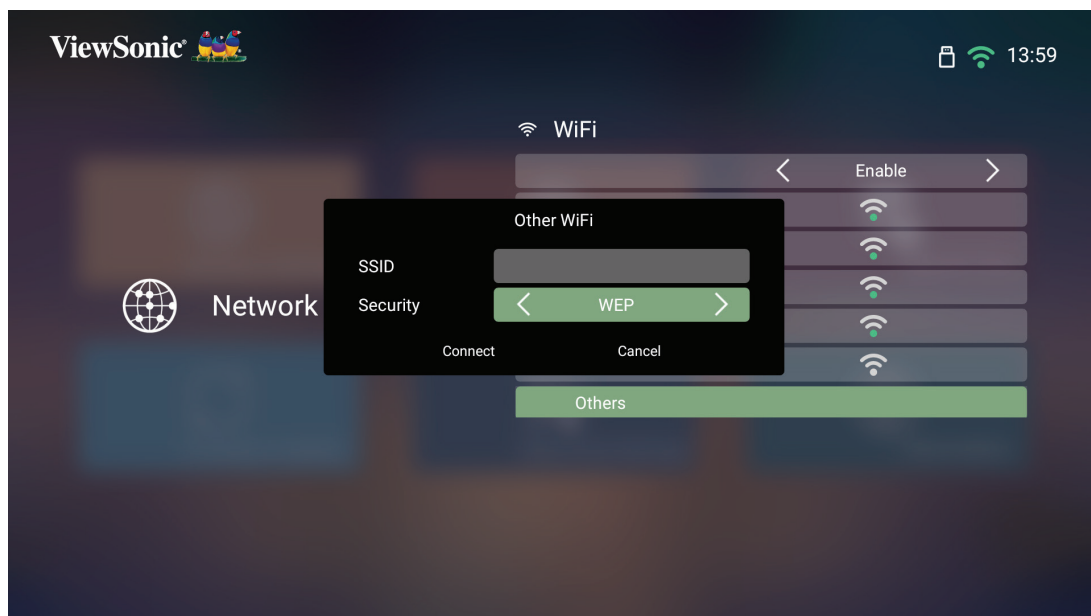 ViewSonic®
13:59
WiFi
Enable
Other WiFi
SSID
Network
Security
WEP
Connect
Cancel
Others